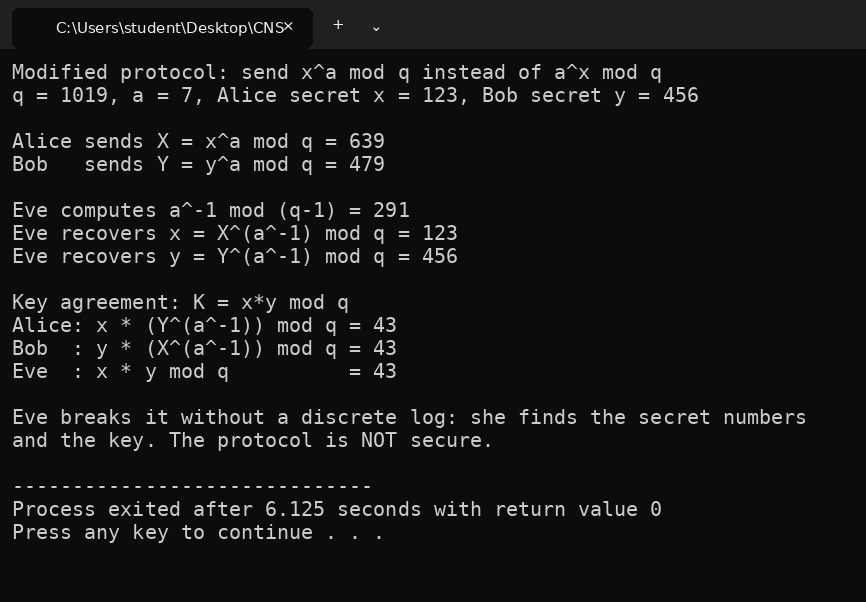 C:\Users\student\Desktop\CNS
Modified protocol: send x^a mod q instead of a^x mod q
q = 1019, a = 7, Alice secret x = 123, Bob secret y = 456
Alice sends X = x^a mod q = 639
Bob   sends Y = y^a mod q = 479
Eve computes a^-1 mod (q-1) = 291
Eve recovers x = X^(a^-1) mod q = 123
Eve recovers y = Y^(a^-1) mod q = 456
Key agreement: K = x*y mod q
Alice: x * (Y^(a^-1)) mod q = 43
Bob  : y * (X^(a^-1)) mod q = 43
Eve  : x * y mod q          = 43
Eve breaks it without a discrete log: she finds the secret numbers
and the key. The protocol is NOT secure.
------------------------------
Process exited after 6.125 seconds with return value 0
Press any key to continue . . .